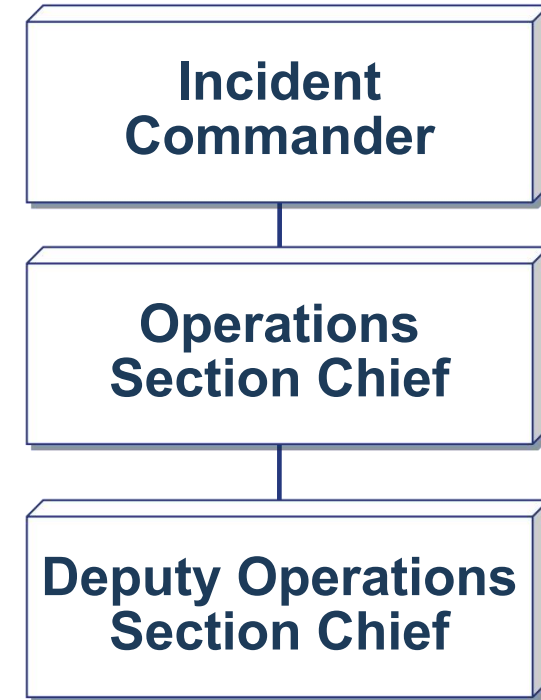 Incident
Commander
Operations
Section Chief
Deputy Operations
Section Chief